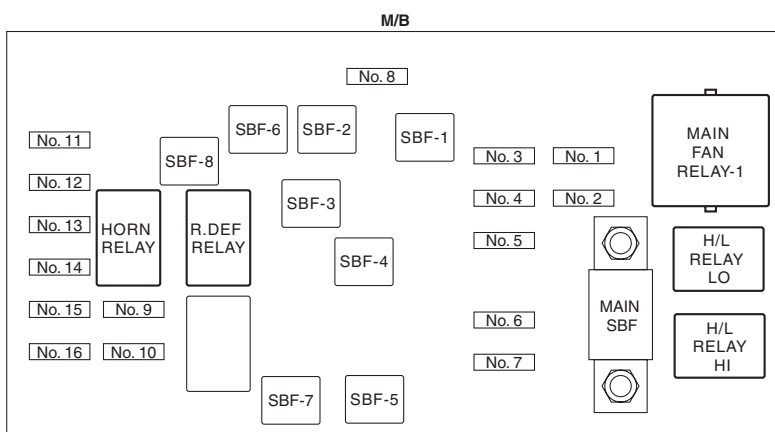 M/B
No. 8
No. 11
SBF-6
SBF-2
SBF-1
MAIN
FAN
RELAY-1
SBF-8
No. 3
No. 1
No. 12
No. 4
No. 2
SBF-3
No. 13
HORN
RELAY
R.DEF
RELAY
No. 5
H/L
RELAY
LO
No. 14
SBF-4
No. 15
No. 9
MAIN
SBF
No. 6
H/L
RELAY
HI
No. 16
No. 10
No. 7
SBF-7
SBF-5